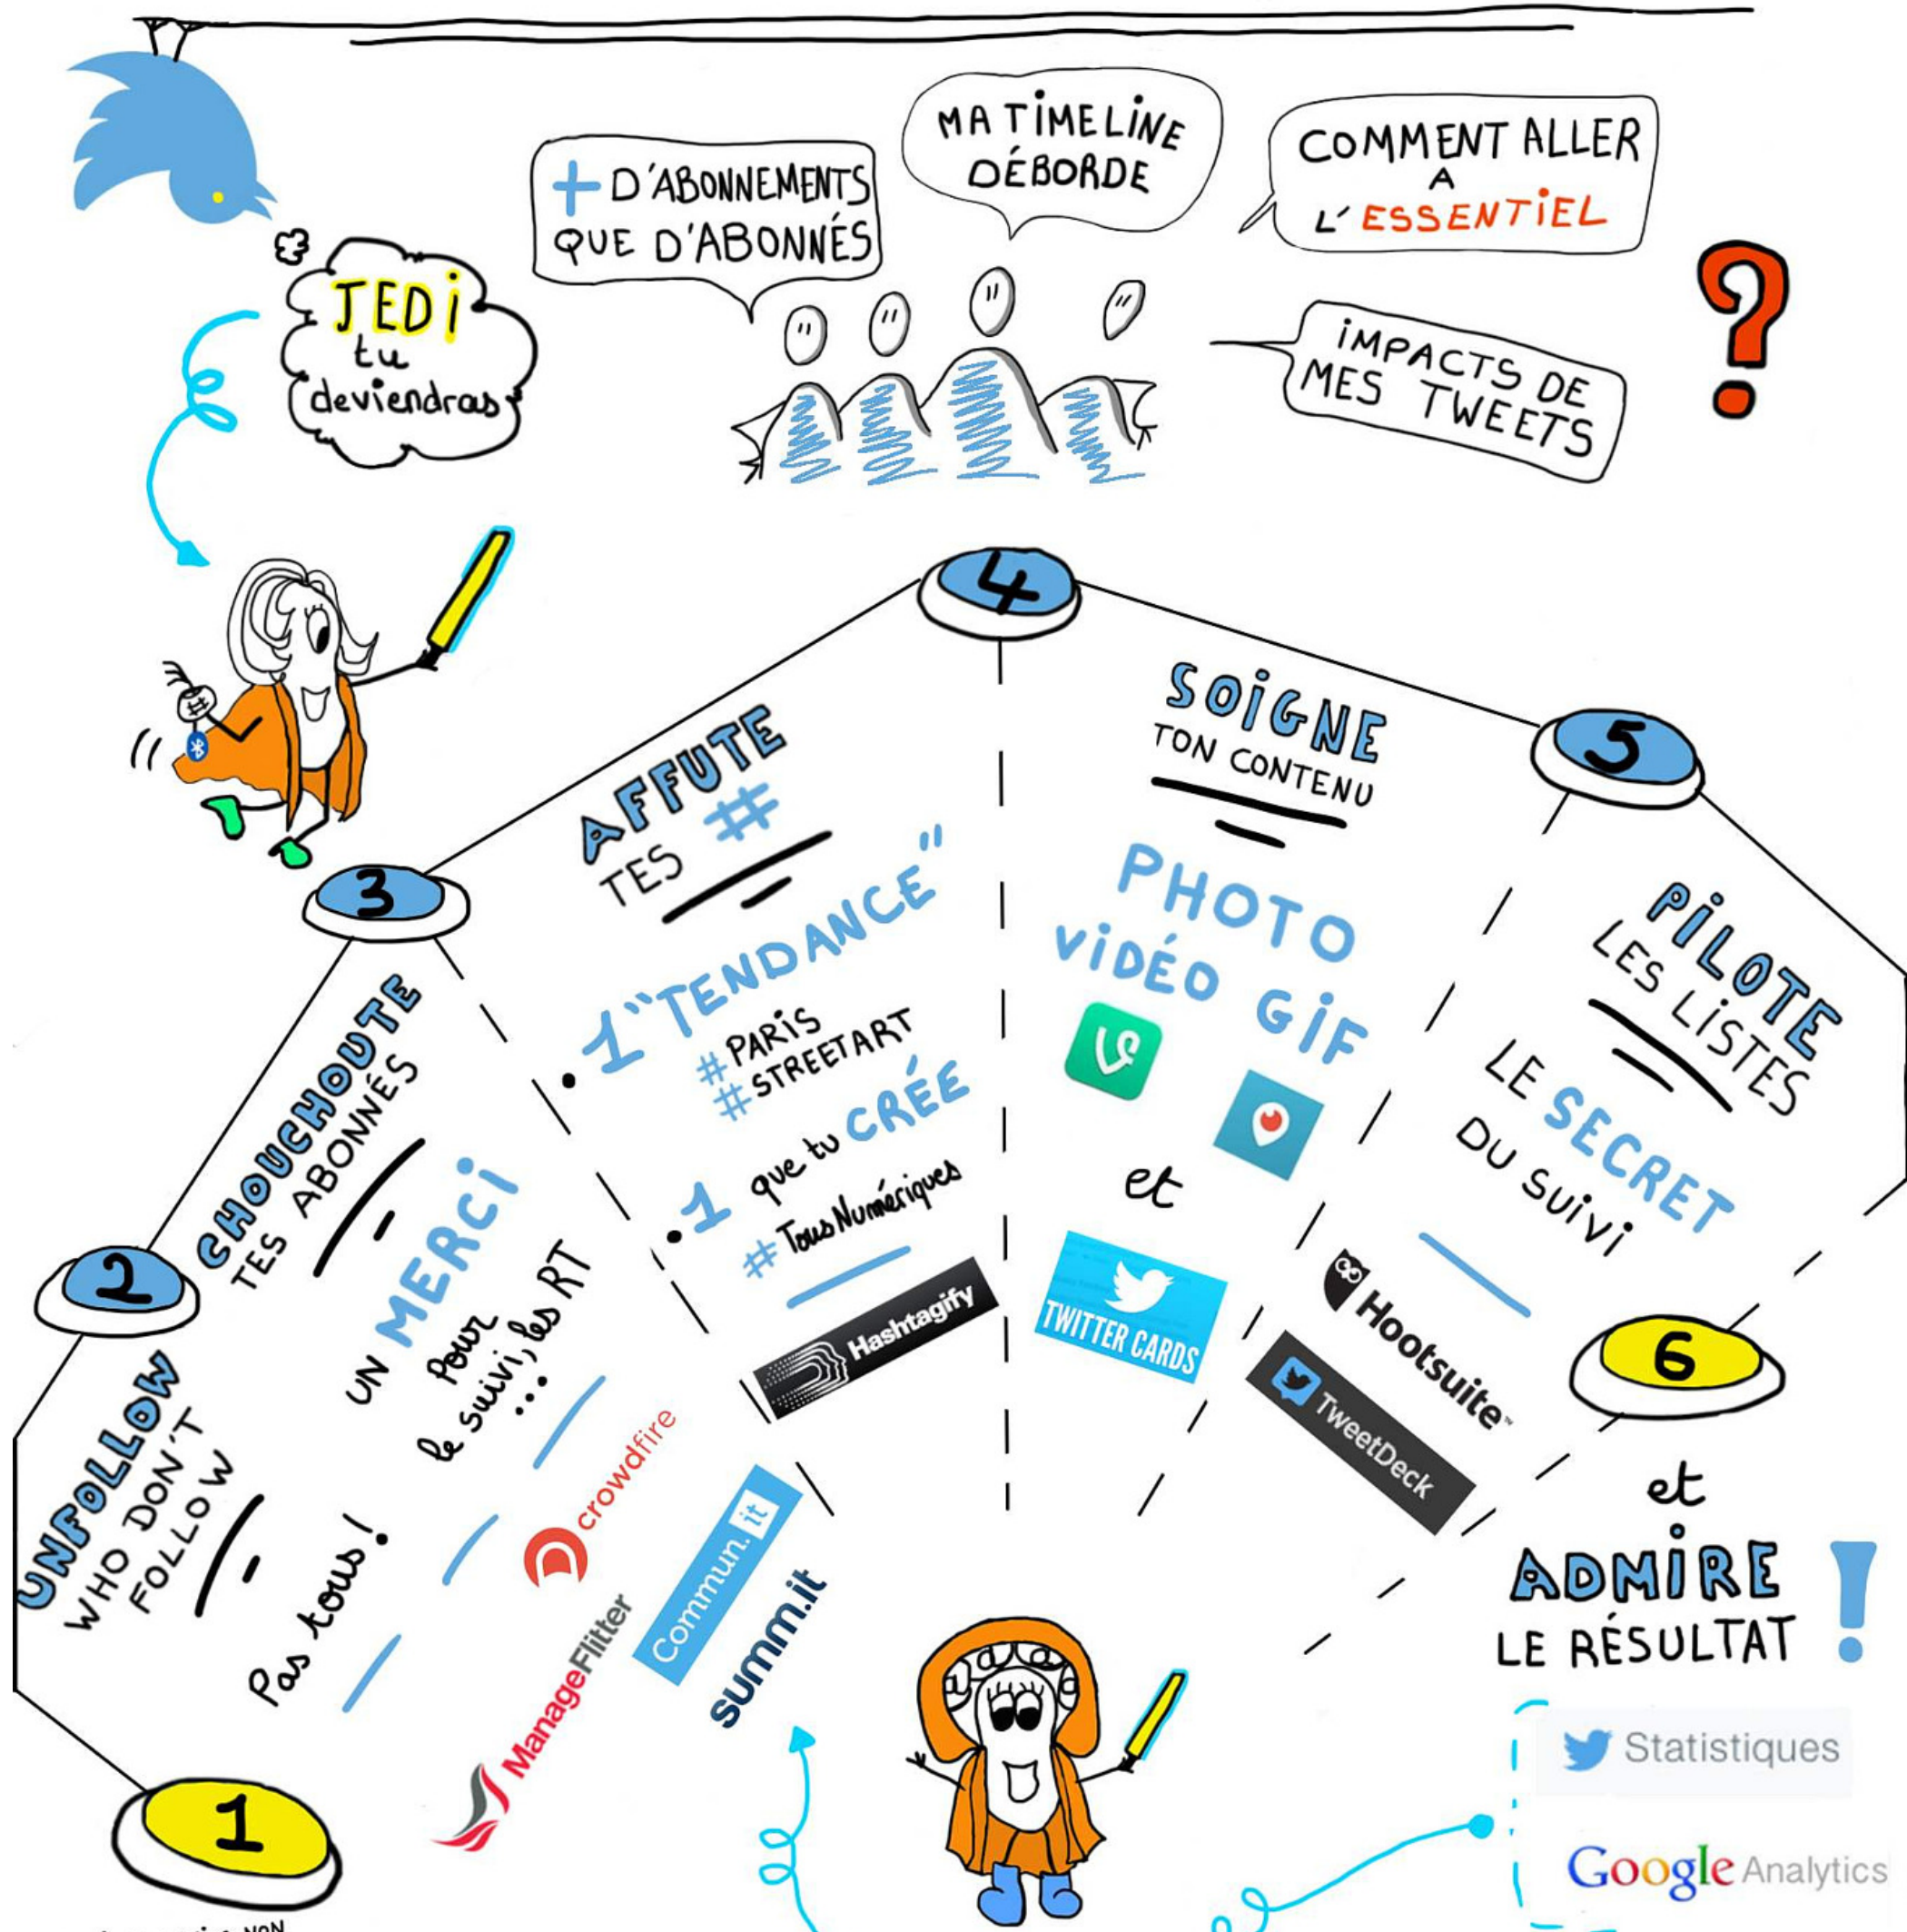 + D'ABONNEMENTS
QUE D'ABONNÉS
MA TIMELINE
DÉBORDE
COMMENT ALLER
A
L'ESSENTIEL
?
JEDI
tu
deviendras
IMPACTS DE
MES TWEETS
4
5
3
2
UNFOLLOW
WHO DON'T
FOLLOW
Pas tous !
ManageFlitter
CHOUCHOUTE
TES ABONNÉS
UN MERCI
Pour
le suivi, les RT
...
crowdfire
Commun.it
summ.it
AFFUTE
TES #
• 1 "TENDANCE"
# PARIS
# STREETART
• 1 que tu CRÉE
# TousNumériques
Hashtagify
SOIGNE
TON CONTENU
PHOTO
VIDÉO GIF
et
TWITTER CARDS
PILOTE
LES LISTES
LE SECRET
DU SUIVI
Hootsuite™
TweetDeck
6
et
ADMIRE
LE RÉSULTAT !
Statistiques
Google Analytics
1
NON